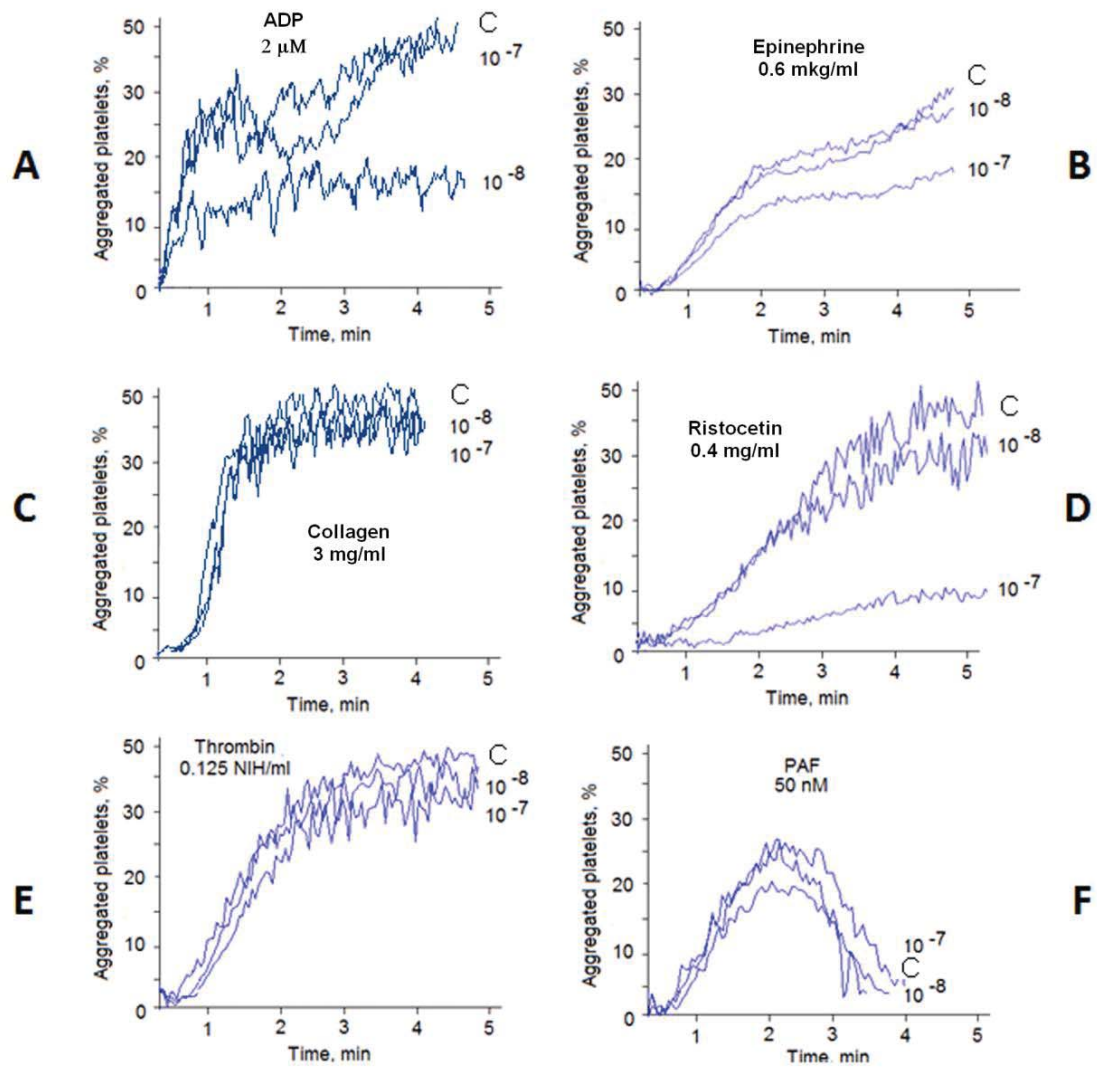 A
ADP
2 μM
Aggregated platelets, %
50
30
20
10
0
1 2 3 4 5
Time, min
C
10 -7
10 -8
B
Epinephrine
0.6 mkg/ml
Aggregated platelets, %
50
30
20
10
0
1 2 3 4 5
Time, min
C
10 -8
10 -7
C
Collagen
3 mg/ml
Aggregated platelets, %
50
30
20
10
0
1 2 3 4 5
Time, min
C
10 -8
10 -7
D
Ristocetin
0.4 mg/ml
Aggregated platelets, %
50
30
20
10
0
1 2 3 4 5
Time, min
C
10 -8
10 -7
E
Thrombin
0.125 NIH/ml
Aggregated platelets, %
50
30
20
10
0
1 2 3 4 5
Time, min
C
10 -8
10 -7
F
PAF
50 nM
Aggregated platelets, %
50
30
20
10
0
1 2 3 4 5
Time, min
10 -7
C
10 -8